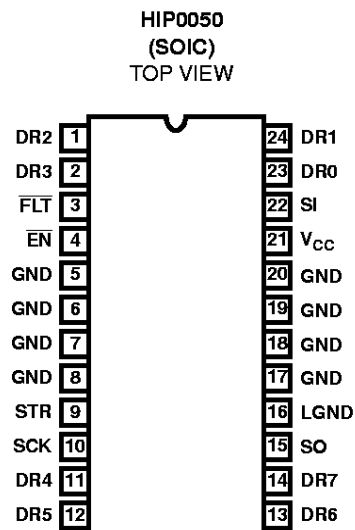 HIP0050
(SOIC)
TOP VIEW
DR2 1 24 DR1
DR3 2 23 DR0
F̅L̅T̅ 3 22 SI
E̅N̅ 4 21 VCC
GND 5 20 GND
GND 6 19 GND
GND 7 18 GND
GND 8 17 GND
STR 9 16 LGND
SCK 10 15 SO
DR4 11 14 DR7
DR5 12 13 DR6